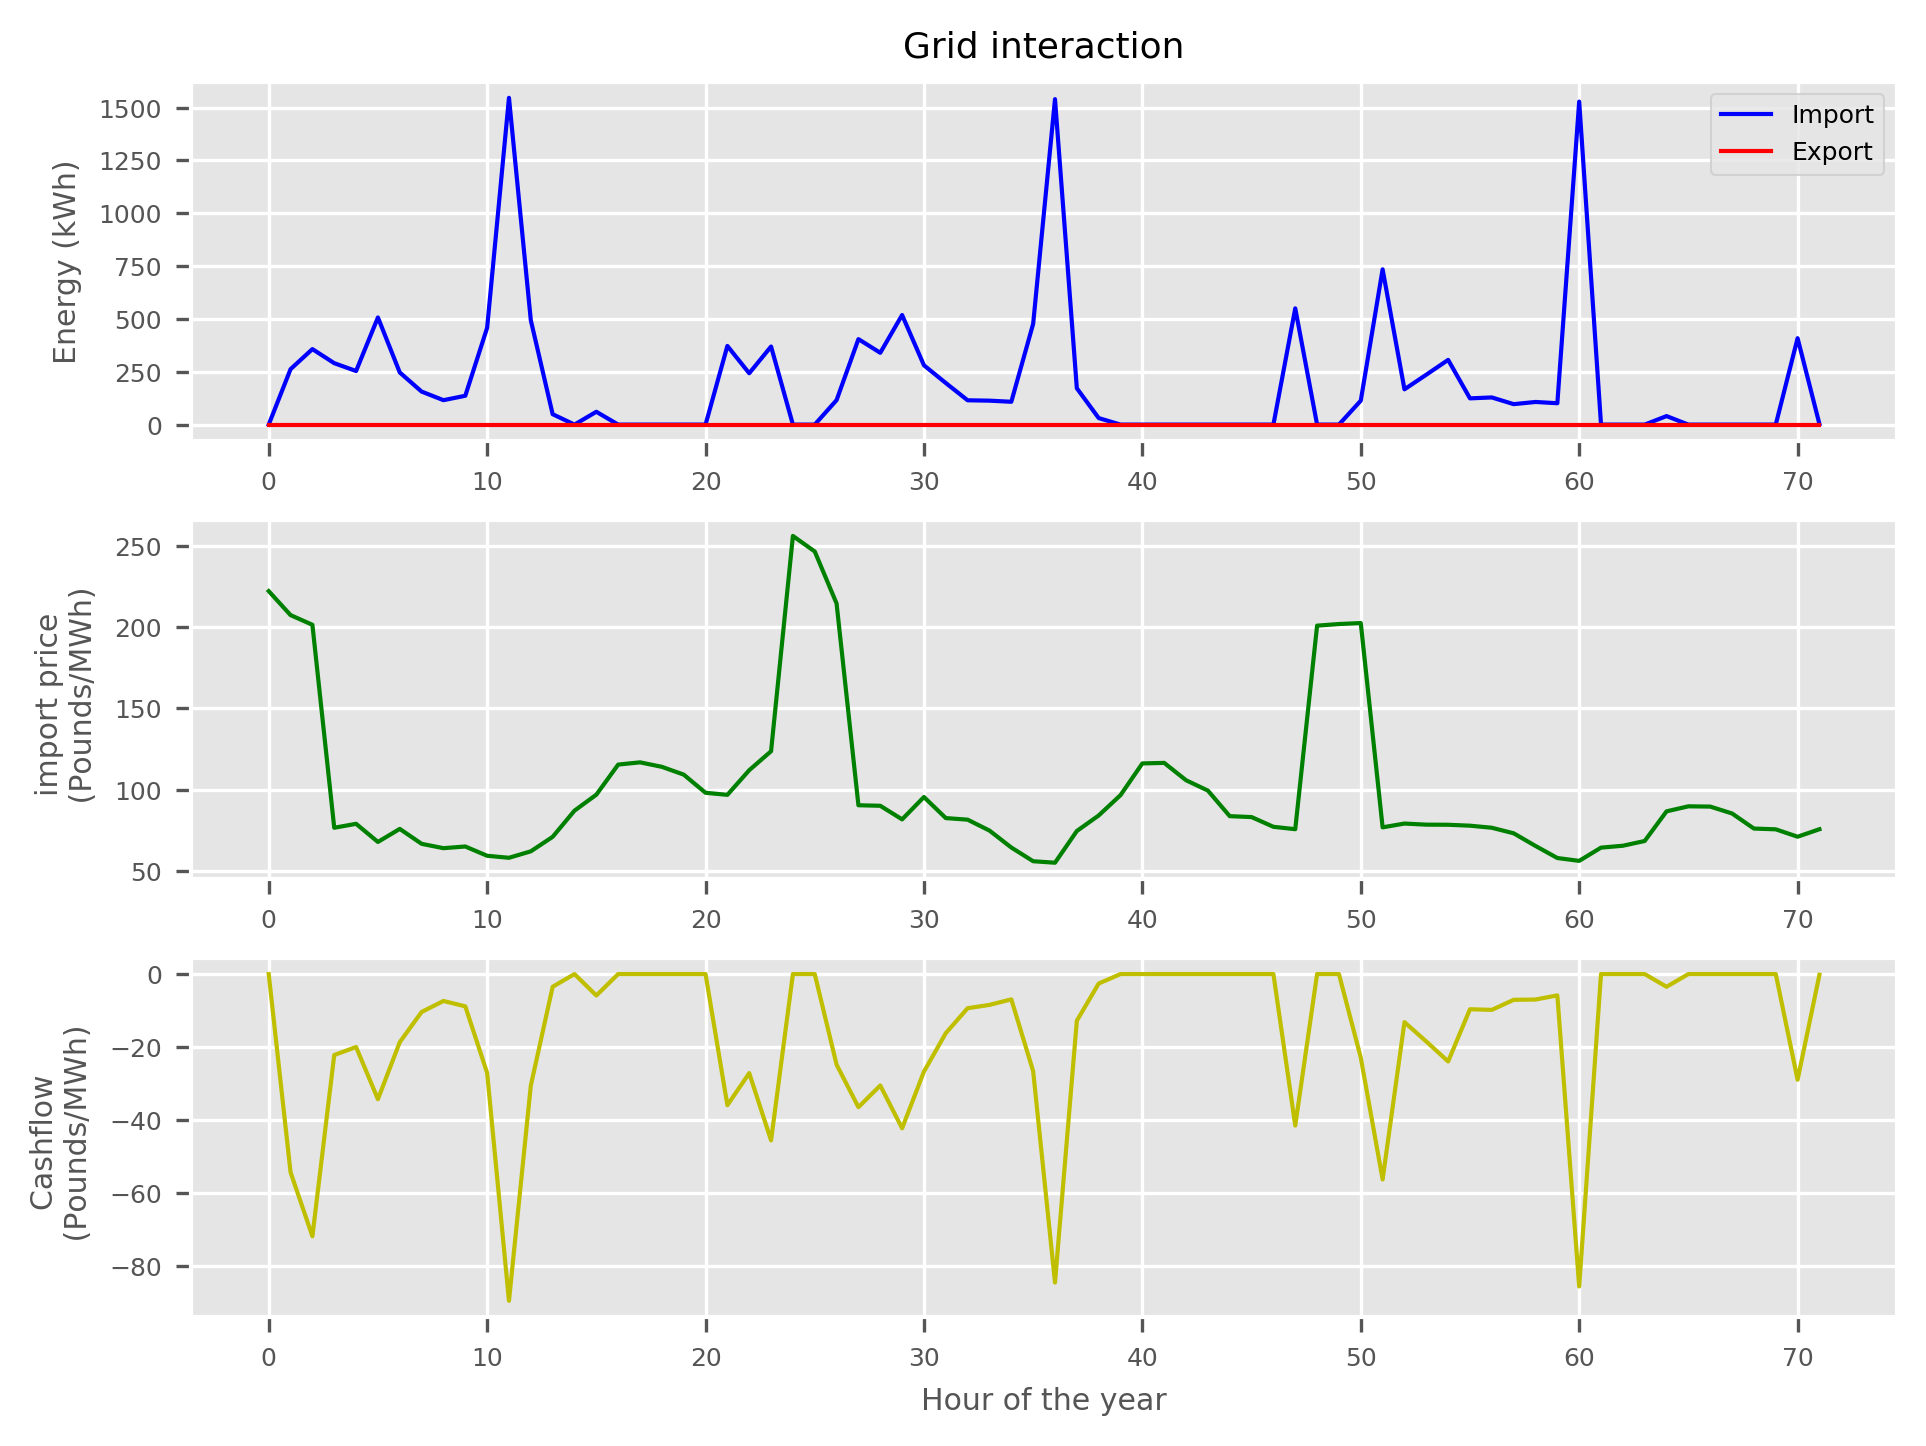 Grid interaction
Energy (kWh)
1500
1250
1000
750
500
250
0
Import
Export
0 10 20 30 40 50 60 70
import price
(Pounds/MWh)
250
200
150
100
50
0 10 20 30 40 50 60 70
Cashflow
(Pounds/MWh)
0
−20
−40
−60
−80
0 10 20 30 40 50 60 70
Hour of the year